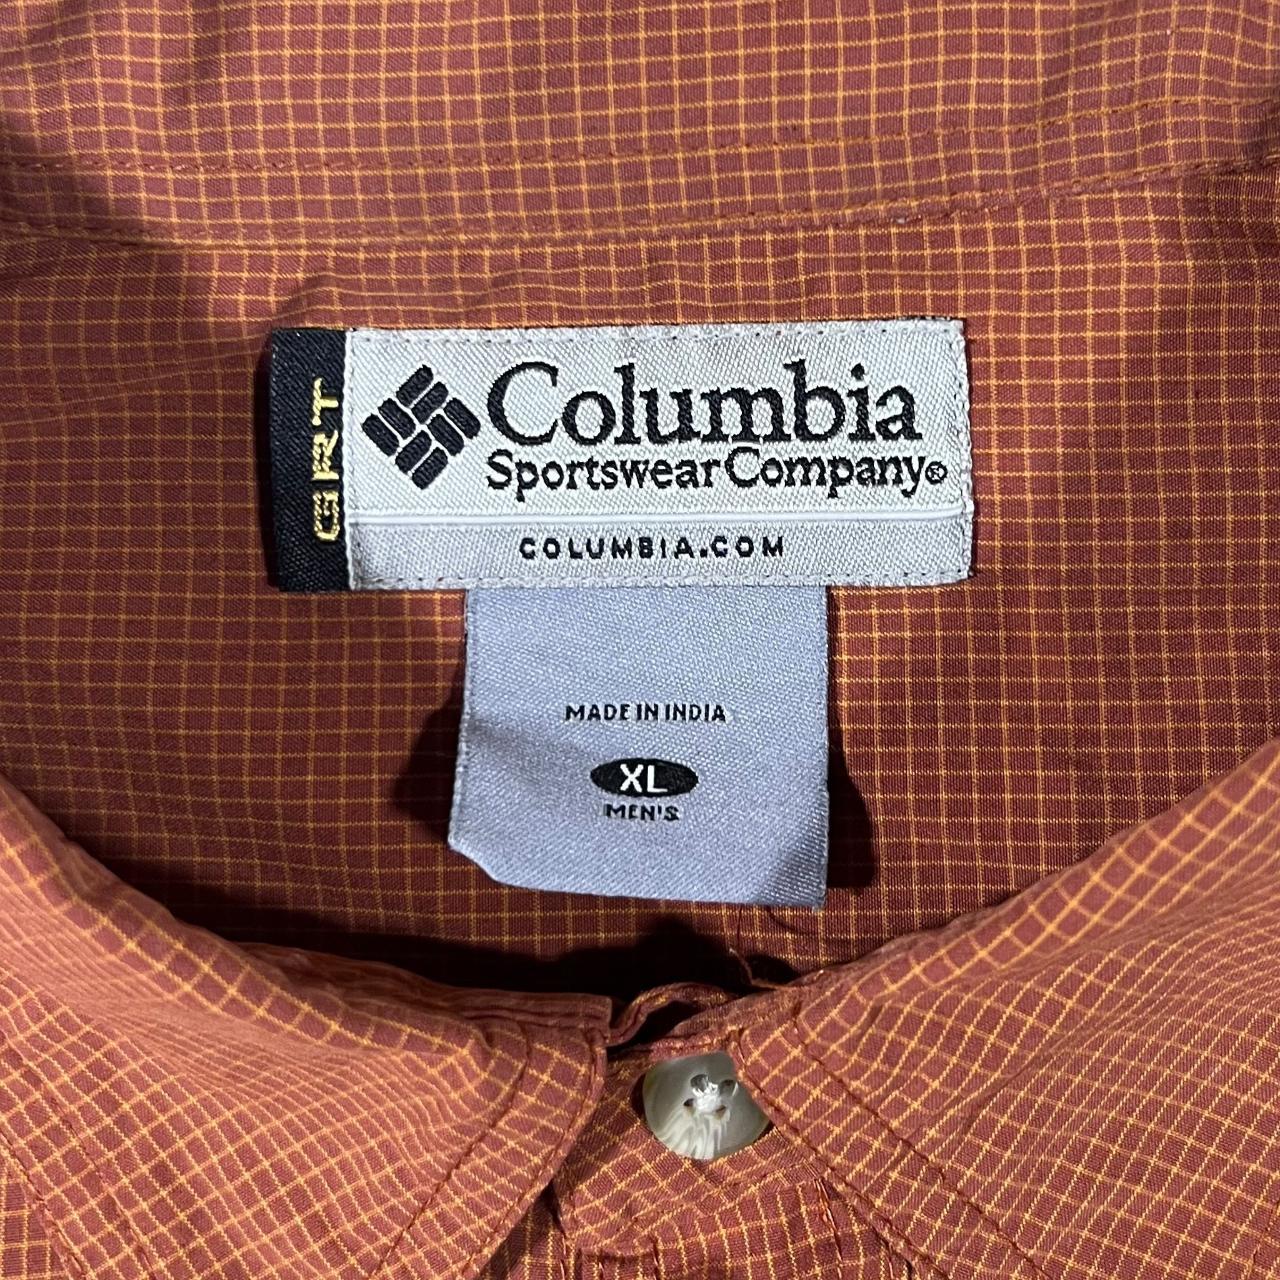 GRT
Columbia
Sportswear Company®
COLUMBIA.COM
MADE IN INDIA
XL
MEN'S